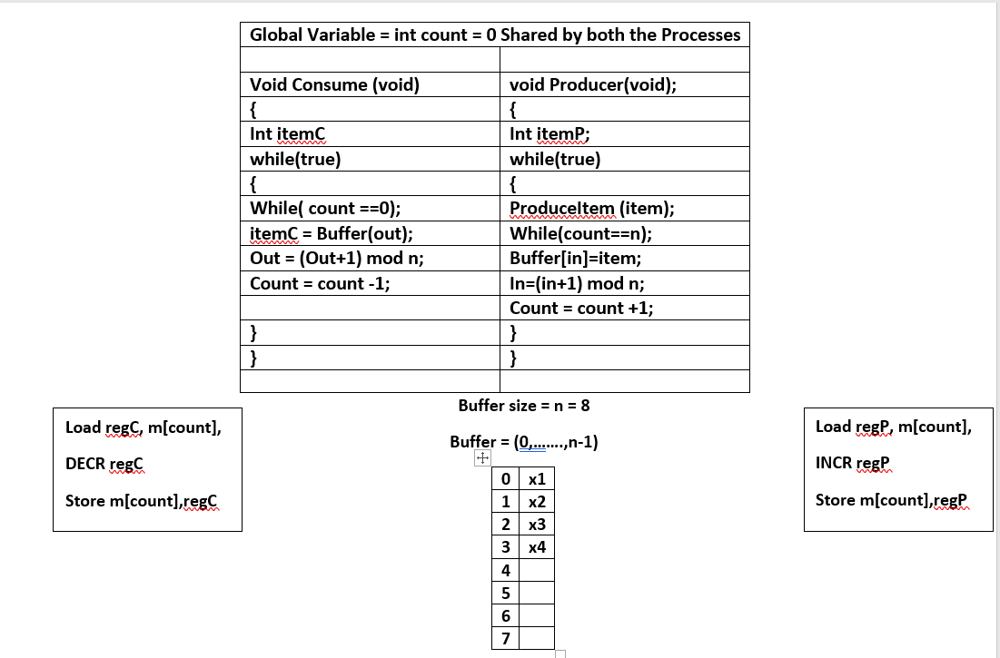 Global Variable = int count = 0 Shared by both the Processes
Void Consume (void) void Producer(void);
{ {
Int itemC Int itemP;
while(true) while(true)
{ {
While( count ==0); ProduceItem (item);
itemC = Buffer(out); While(count==n);
Out = (Out+1) mod n; Buffer[in]=item;
Count = count -1; In=(in+1) mod n;
Count = count +1;
} }
} }
Buffer size = n = 8
Buffer = (0,…….,n-1)
Load regC, m[count],
DECR regC
Store m[count],regC
0 x1
1 x2
2 x3
3 x4
4
5
6
7
Load regP, m[count],
INCR regP
Store m[count],regP